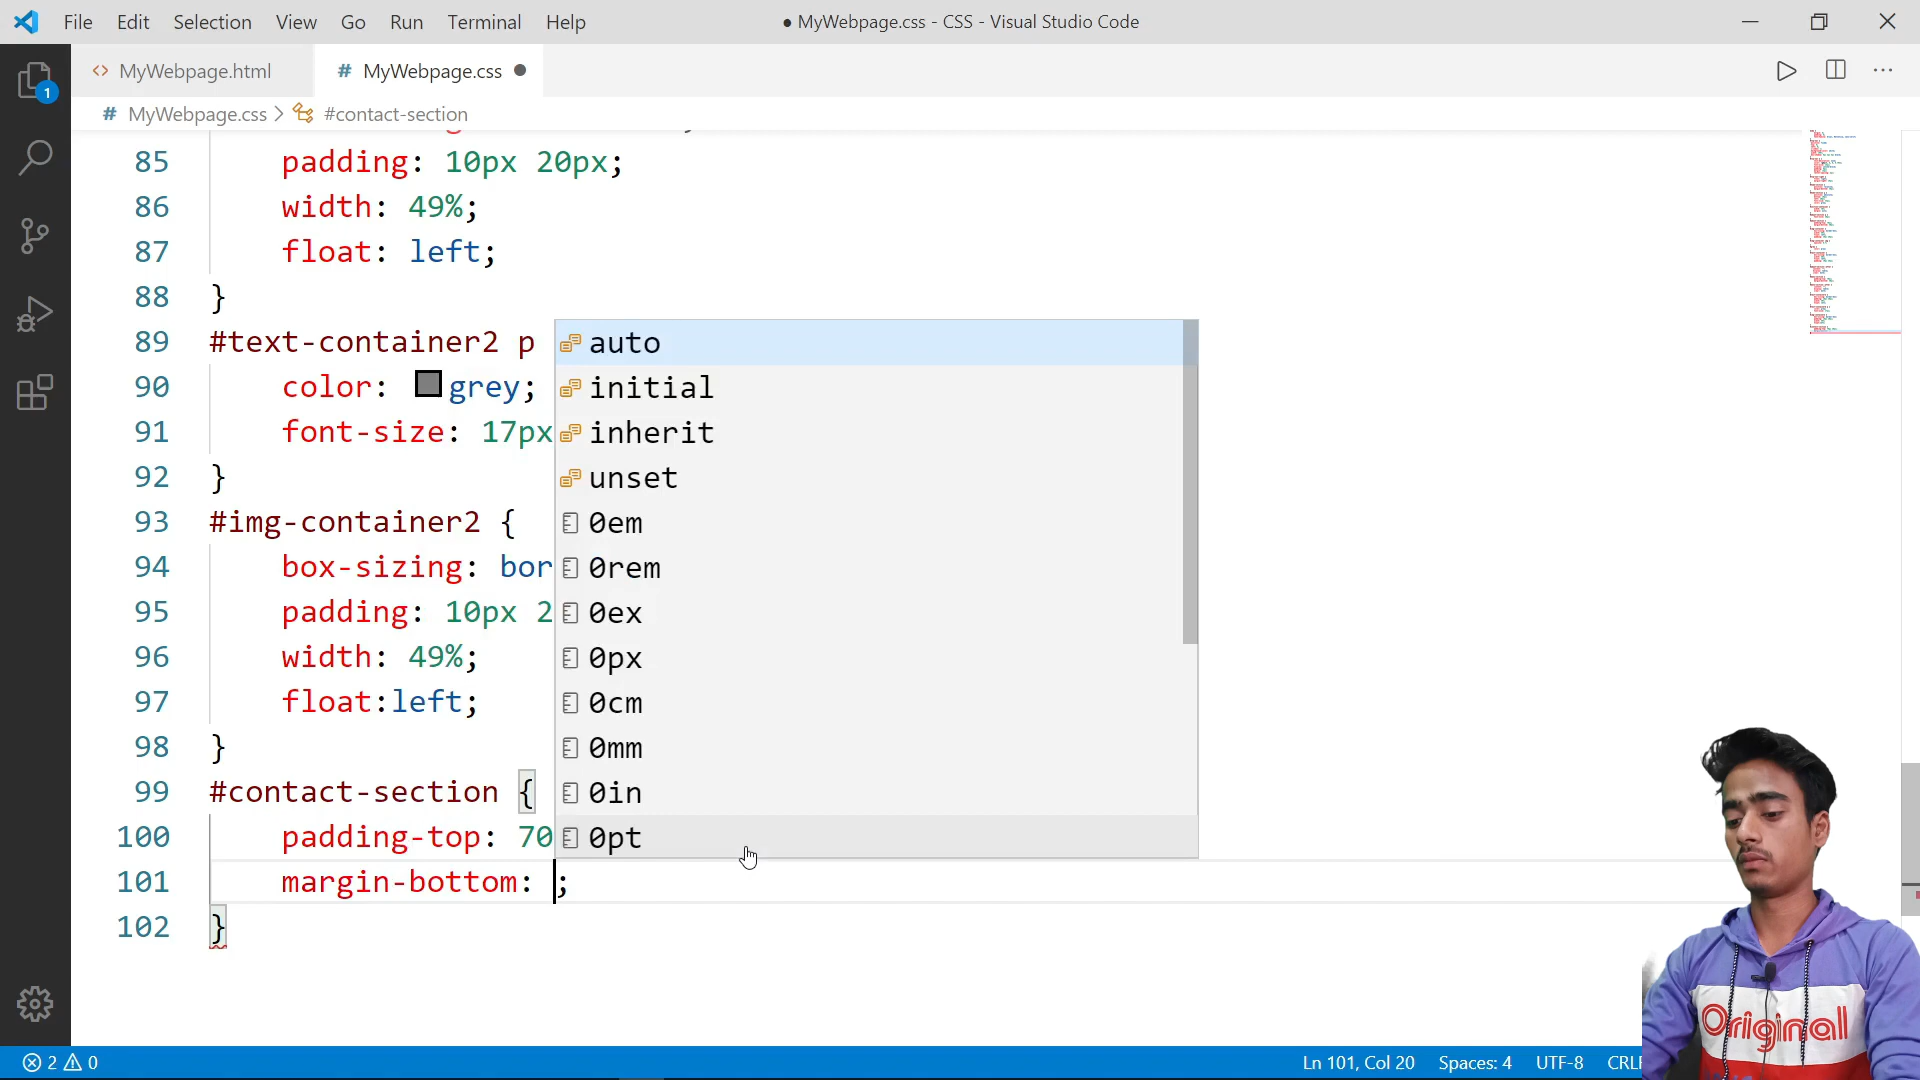 File Edit Selection View Go Run Terminal Help
● MyWebpage.css - CSS - Visual Studio Code
<> MyWebpage.html
# MyWebpage.css ●
# MyWebpage.css > #contact-section
1
85 padding: 10px 20px;
86 width: 49%;
87 float: left;
88 }
89 #text-container2 p
90 color: grey;
91 font-size: 17px
92 }
93 #img-container2 {
94 box-sizing: bor
95 padding: 10px 2
96 width: 49%;
97 float:left;
98 }
99 #contact-section {
100 padding-top: 70
101 margin-bottom: ;
102 }
auto
initial
inherit
unset
0em
0rem
0ex
0px
0cm
0mm
0in
0pt
Original
2 0
Ln 101, Col 20 Spaces: 4 UTF-8 CRL